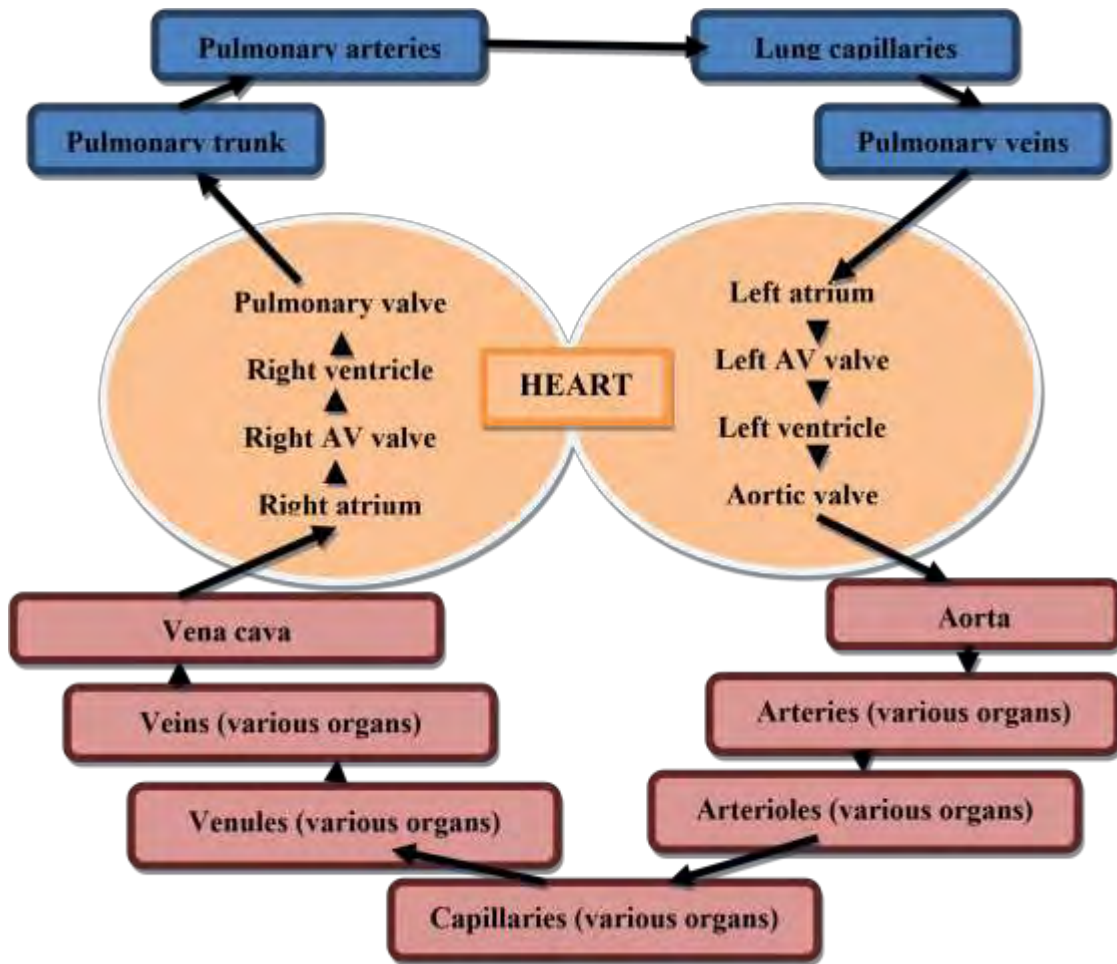 Pulmonary arteries
Lung capillaries
Pulmonary trunk
Pulmonary veins
Pulmonary valve
Right ventricle
Right AV valve
Right atrium
HEART
Left atrium
Left AV valve
Left ventricle
Aortic valve
Vena cava
Aorta
Veins (various organs)
Arteries (various organs)
Venules (various organs)
Arterioles (various organs)
Capillaries (various organs)